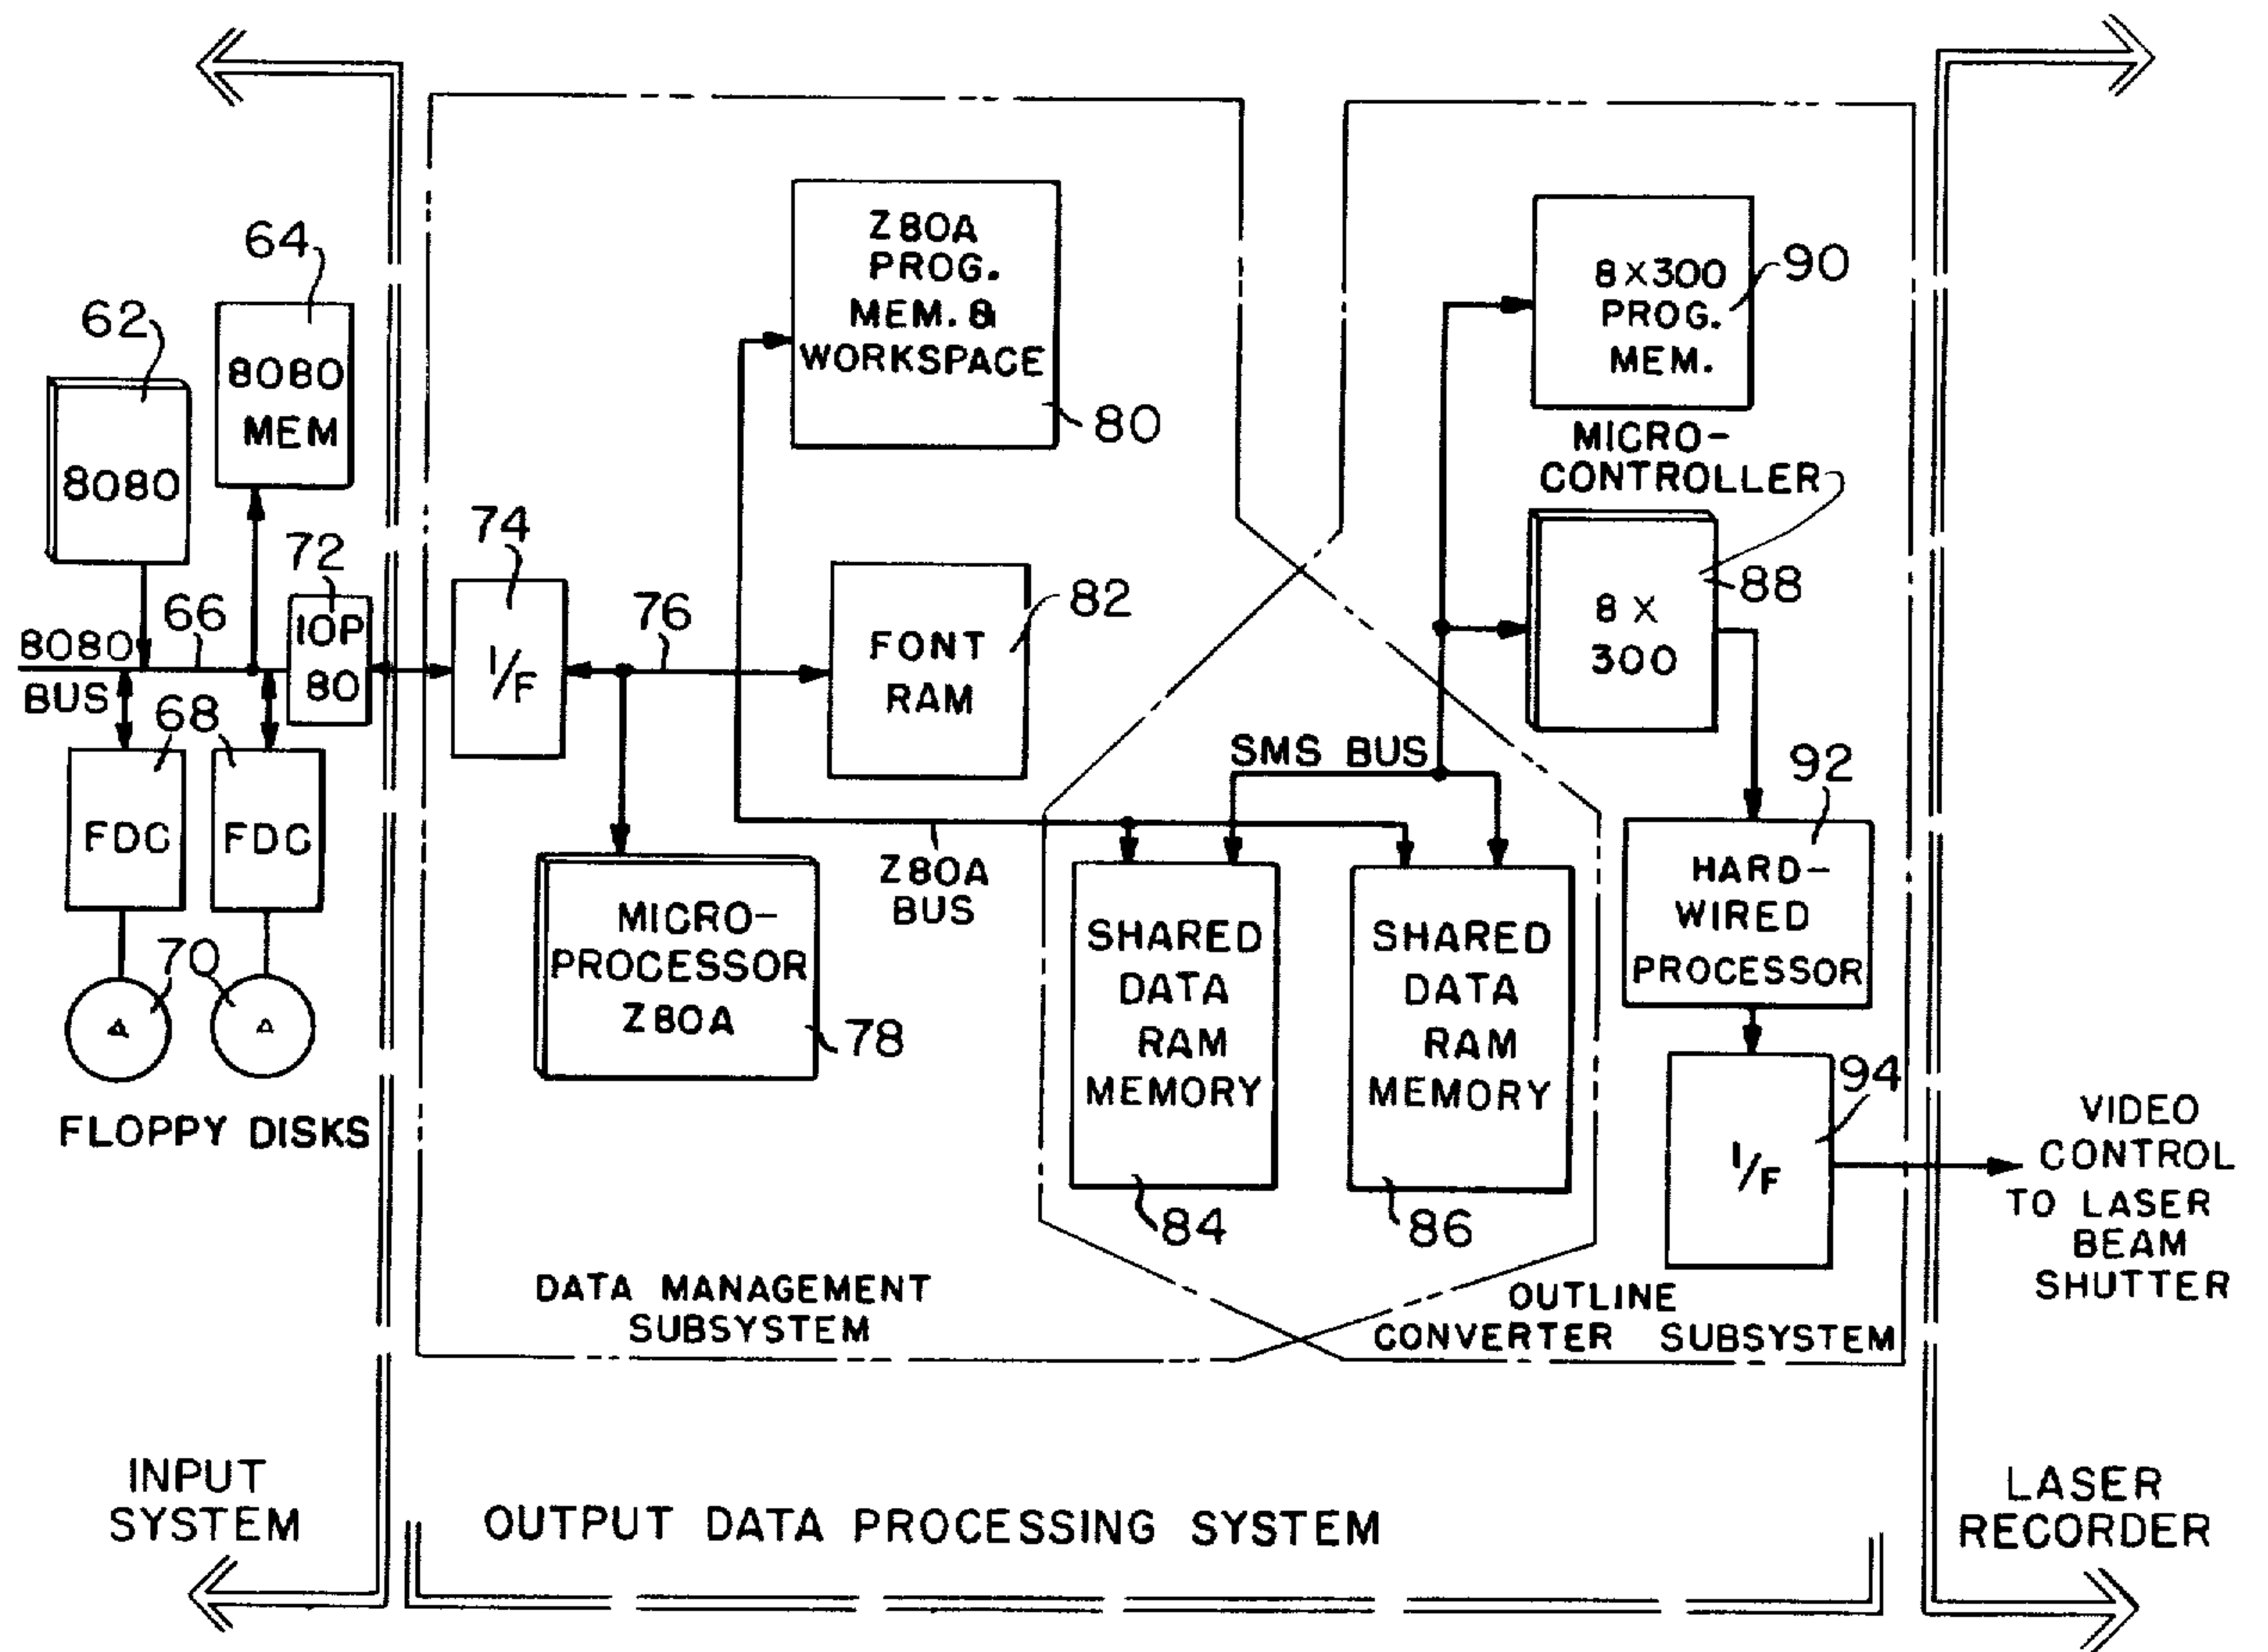 64
62
8080
MEM
8080
72
IOP
80
66
8080
BUS
68
FDC
FDC
70
FLOPPY DISKS
74
I/F
76
Z80A
PROG.
MEM. &
WORKSPACE
80
FONT
RAM
82
MICRO-
PROCESSOR
Z80A
78
Z80A
BUS
SMS BUS
SHARED
DATA
RAM
MEMORY
84
SHARED
DATA
RAM
MEMORY
86
8X300
PROG.
MEM.
90
MICRO-
CONTROLLER
8 X
300
88
92
HARD-
WIRED
PROCESSOR
94
I/F
VIDEO
CONTROL
TO LASER
BEAM
SHUTTER
DATA MANAGEMENT
SUBSYSTEM
OUTLINE
CONVERTER SUBSYSTEM
INPUT
SYSTEM
OUTPUT DATA PROCESSING SYSTEM
LASER
RECORDER